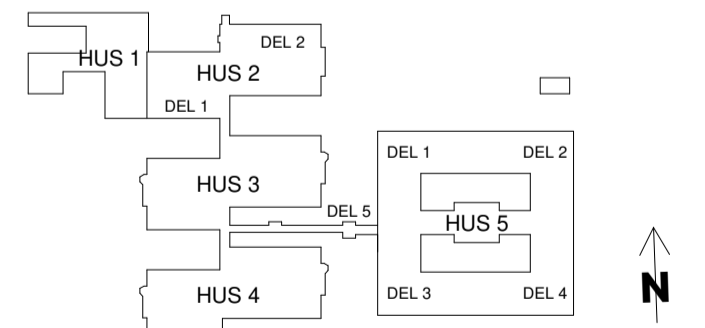 DEL 2
HUS 1
HUS 2
DEL 1
DEL 1
DEL 2
HUS 3
DEL 5
HUS 5
HUS 4
DEL 3
DEL 4
N